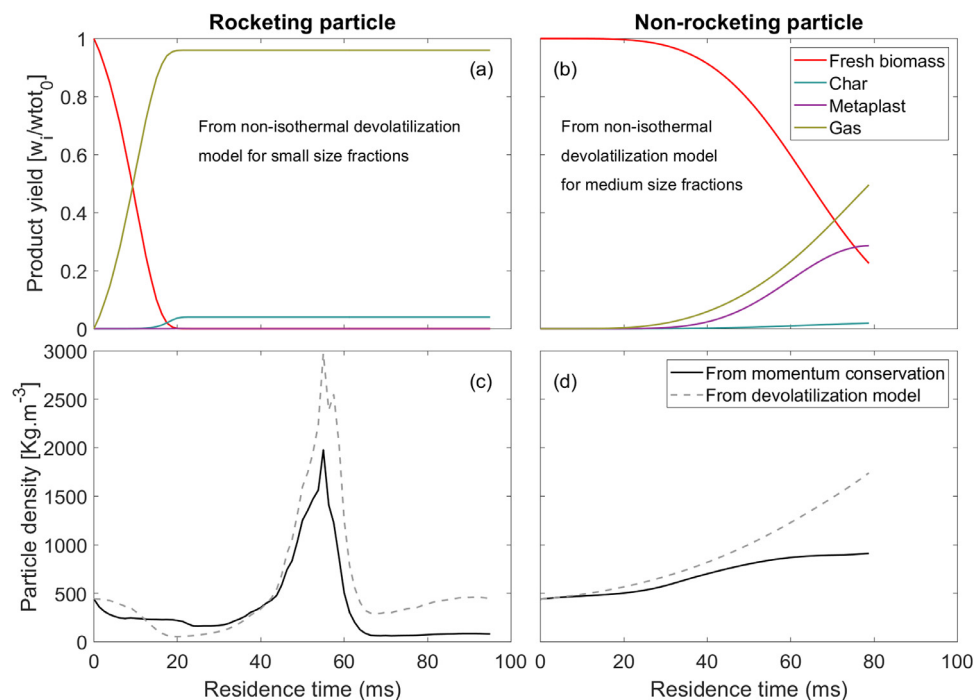 Rocketing particle
Non-rocketing particle
Product yield [w_i/wtot_0]
1
0.8
0.6
0.4
0.2
0
(a)
From non-isothermal devolatilization
model for small size fractions
(b)
From non-isothermal
devolatilization model
for medium size fractions
Fresh biomass
Char
Metaplast
Gas
Particle density [Kg.m^-3]
3000
2500
2000
1500
1000
500
0
(c)
(d)
From momentum conservation
From devolatilization model
0 20 40 60 80 100
0 20 40 60 80 100
Residence time (ms)
Residence time (ms)